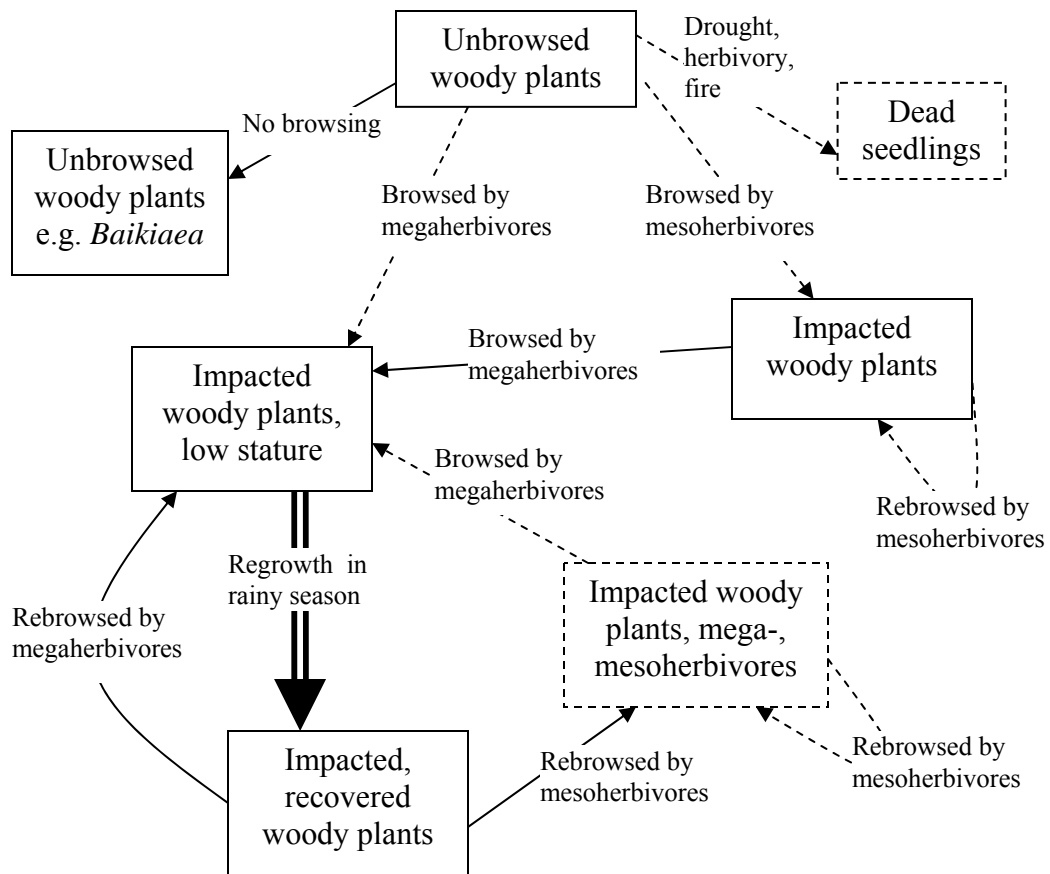 Unbrowsed
woody plants
Drought,
herbivory,
fire
Dead
seedlings
No browsing
Unbrowsed
woody plants
e.g. Baikiaea
Browsed by
megaherbivores
Browsed by
mesoherbivores
Impacted
woody plants,
low stature
Browsed by
megaherbivores
Impacted
woody plants
Browsed by
megaherbivores
Rebrowsed by
mesoherbivores
Regrowth in
rainy season
Rebrowsed by
megaherbivores
Impacted woody
plants, mega-,
mesoherbivores
Impacted,
recovered
woody plants
Rebrowsed by
mesoherbivores
Rebrowsed by
mesoherbivores